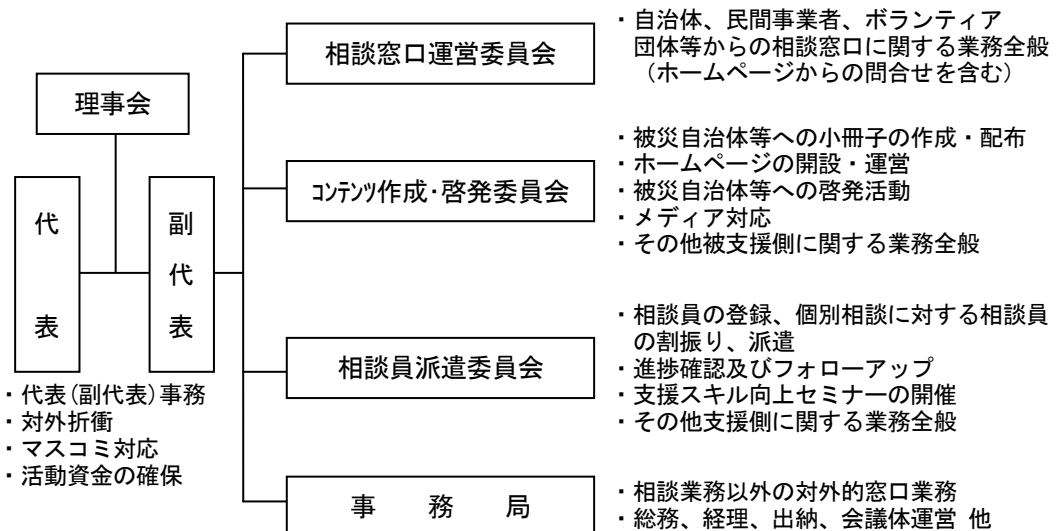 理事会
代表
副代表
・代表(副代表)事務
・対外折衝
・マスコミ対応
・活動資金の確保
相談窓口運営委員会
・自治体、民間事業者、ボランティア
団体等からの相談窓口に関する業務全般
（ホームページからの問合せを含む）
ｺﾝﾃﾝﾂ作成･啓発委員会
・被災自治体等への小冊子の作成・配布
・ホームページの開設・運営
・被災自治体等への啓発活動
・メディア対応
・その他被支援側に関する業務全般
相談員派遣委員会
・相談員の登録、個別相談に対する相談員
の割振り、派遣
・進捗確認及びフォローアップ
・支援スキル向上セミナーの開催
・その他支援側に関する業務全般
事　務　局
・相談業務以外の対外的窓口業務
・総務、経理、出納、会議体運営 他